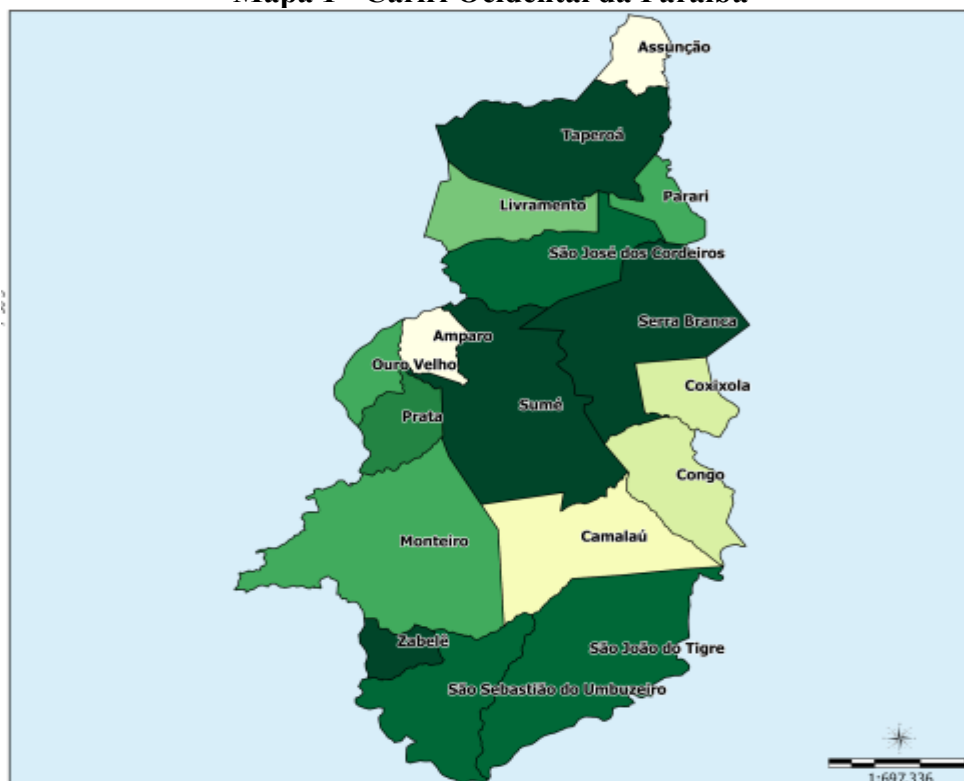 Mapa 1 - Cariri Ocidental da Paraíba
Assunção
Taperoá
Parari
Livramento
São José dos Cordeiros
Serra Branca
Amparo
Ouro Velho
Coxixola
Sumé
Prata
Congo
Camalaú
Monteiro
Zabelê
São João do Tigre
São Sebastião do Umbuzeiro
1:697.336